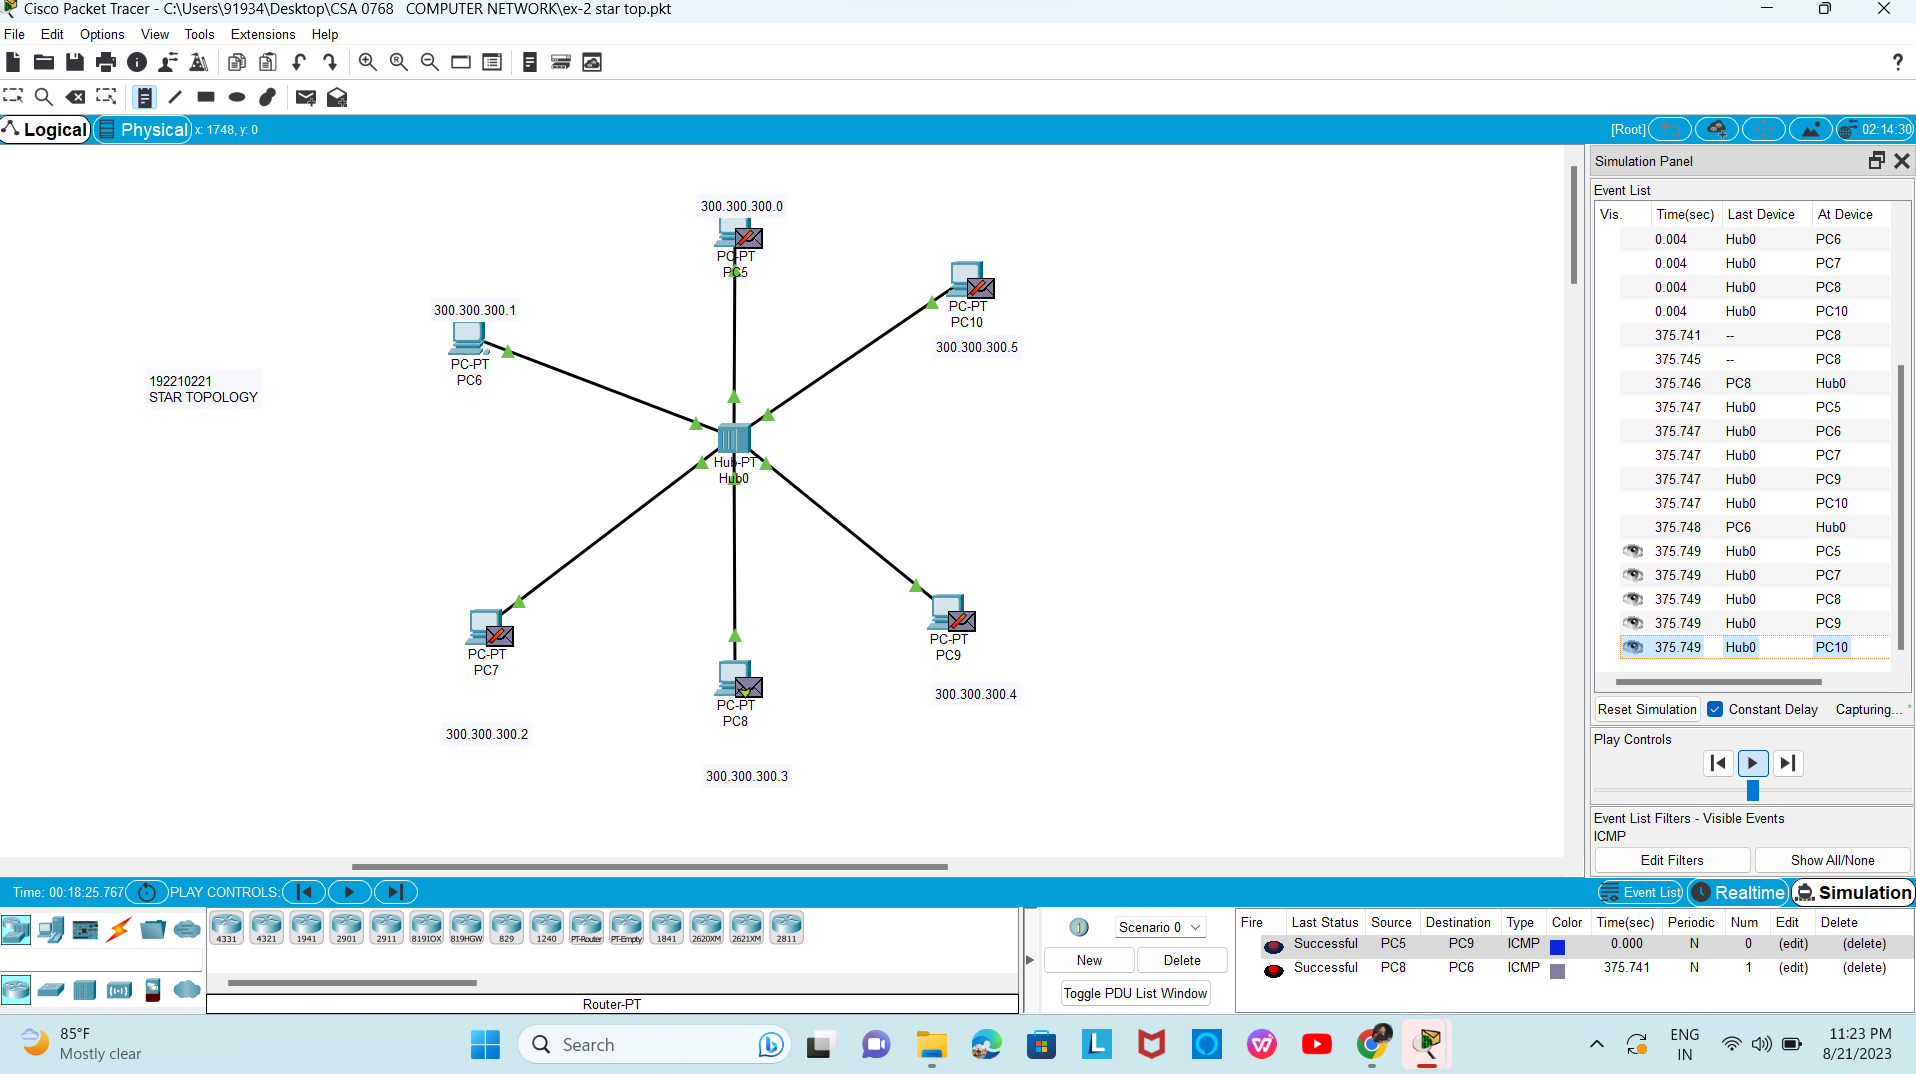 Cisco Packet Tracer - C:\Users\91934\Desktop\CSA 0768   COMPUTER NETWORK\ex-2 star top.pkt
File Edit Options View Tools Extensions Help
?
Logical Physical x: 1748, y: 0 [Root] 02:14:30
300.300.300.0
PC-PT
PC5
PC-PT
PC10
300.300.300.5
300.300.300.1
PC-PT
PC6
192210221
STAR TOPOLOGY
Hub-PT
Hub0
PC-PT
PC7
300.300.300.2
PC-PT
PC8
300.300.300.3
PC-PT
PC9
300.300.300.4
Simulation Panel
Event List
Vis. Time(sec) Last Device At Device
0.004 Hub0 PC6
0.004 Hub0 PC7
0.004 Hub0 PC8
0.004 Hub0 PC10
375.741 -- PC8
375.745 -- PC8
375.746 PC8 Hub0
375.747 Hub0 PC5
375.747 Hub0 PC6
375.747 Hub0 PC7
375.747 Hub0 PC9
375.747 Hub0 PC10
375.748 PC6 Hub0
375.749 Hub0 PC5
375.749 Hub0 PC7
375.749 Hub0 PC8
375.749 Hub0 PC9
375.749 Hub0 PC10
Reset Simulation Constant Delay Capturing... *
Play Controls
Event List Filters - Visible Events
ICMP
Edit Filters Show All/None
Time: 00:18:25.767 PLAY CONTROLS: Event List Realtime Simulation
4331 4321 1941 2901 2911 819IOX 819HGW 829 1240 PT-Router PT-Empty 1841 2620XM 2621XM 2811
Router-PT
Scenario 0
New Delete
Toggle PDU List Window
Fire Last Status Source Destination Type Color Time(sec) Periodic Num Edit Delete
Successful PC5 PC9 ICMP 0.000 N 0 (edit) (delete)
Successful PC8 PC6 ICMP 375.741 N 1 (edit) (delete)
85°F
Mostly clear
Search
ENG
IN
11:23 PM
8/21/2023